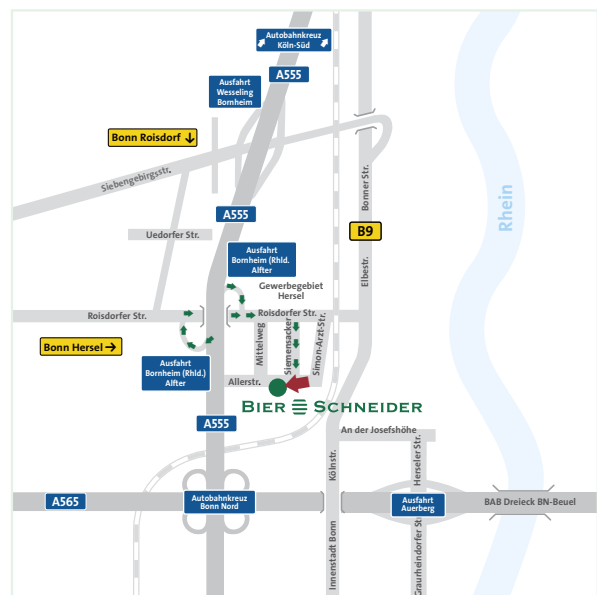 Autobahnkreuz
Köln-Süd
A555
Ausfahrt
Wesseling
Bornheim
Bonn Roisdorf
Siebengebirgsstr.
Bonner Str.
Rhein
A555
B9
Uedorfer Str.
Ausfahrt
Bornheim (Rhld.
Alfter
Elbestr.
Gewerbegebiet
Hersel
Roisdorfer Str.
Roisdorfer Str.
Bonn Hersel
Mittelweg
Siemensacker
Simon-Arzt-Str.
Ausfahrt
Bornheim (Rhld.)
Alfter
Allerstr.
BIER SCHNEIDER
A555
An der Josefshöhe
Kölnstr.
Herseler Str.
A565
Autobahnkreuz
Bonn Nord
Ausfahrt
Auerberg
BAB Dreieck BN-Beuel
Innenstadt Bonn
Graurheindorfer St